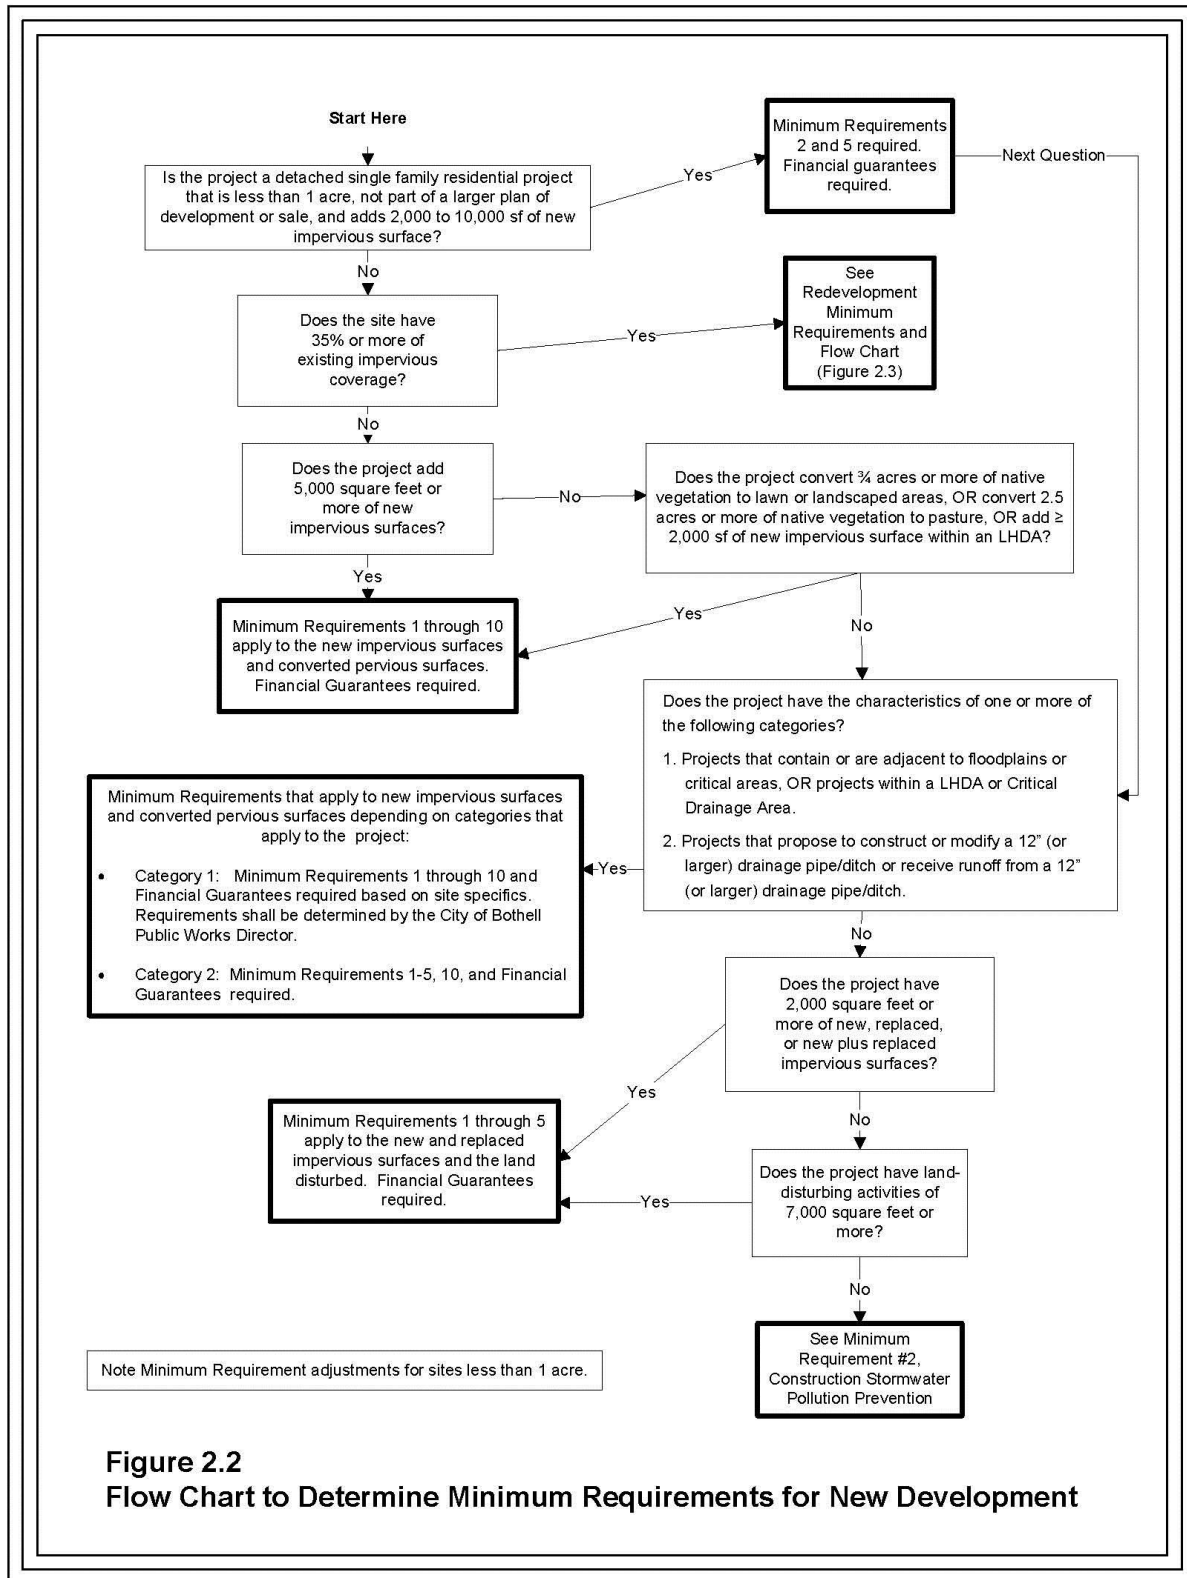 Start Here
Is the project a detached single family residential project
that is less than 1 acre, not part of a larger plan of
development or sale, and adds 2,000 to 10,000 sf of new
impervious surface?
Yes
Minimum Requirements
2 and 5 required.
Financial guarantees
required.
Next Question
No
Does the site have
35% or more of
existing impervious
coverage?
Yes
See
Redevelopment
Minimum
Requirements and
Flow Chart
(Figure 2.3)
No
Does the project add
5,000 square feet or
more of new
impervious surfaces?
No
Does the project convert ¾ acres or more of native
vegetation to lawn or landscaped areas, OR convert 2.5
acres or more of native vegetation to pasture, OR add ≥
2,000 sf of new impervious surface within an LHDA?
Yes
Yes
No
Minimum Requirements 1 through 10
apply to the new impervious surfaces
and converted pervious surfaces.
Financial Guarantees required.
Does the project have the characteristics of one or more of
the following categories?
1. Projects that contain or are adjacent to floodplains or
critical areas, OR projects within a LHDA or Critical
Drainage Area.
2. Projects that propose to construct or modify a 12” (or
larger) drainage pipe/ditch or receive runoff from a 12”
(or larger) drainage pipe/ditch.
Yes
Minimum Requirements that apply to new impervious surfaces
and converted pervious surfaces depending on categories that
apply to the project:
• Category 1: Minimum Requirements 1 through 10 and
Financial Guarantees required based on site specifics.
Requirements shall be determined by the City of Bothell
Public Works Director.
• Category 2: Minimum Requirements 1-5, 10, and Financial
Guarantees required.
No
Does the project have
2,000 square feet or
more of new, replaced,
or new plus replaced
impervious surfaces?
Yes
No
Minimum Requirements 1 through 5
apply to the new and replaced
impervious surfaces and the land
disturbed. Financial Guarantees
required.
Does the project have land-
disturbing activities of
7,000 square feet or
more?
Yes
No
See Minimum
Requirement #2,
Construction Stormwater
Pollution Prevention
Note Minimum Requirement adjustments for sites less than 1 acre.
Figure 2.2
Flow Chart to Determine Minimum Requirements for New Development